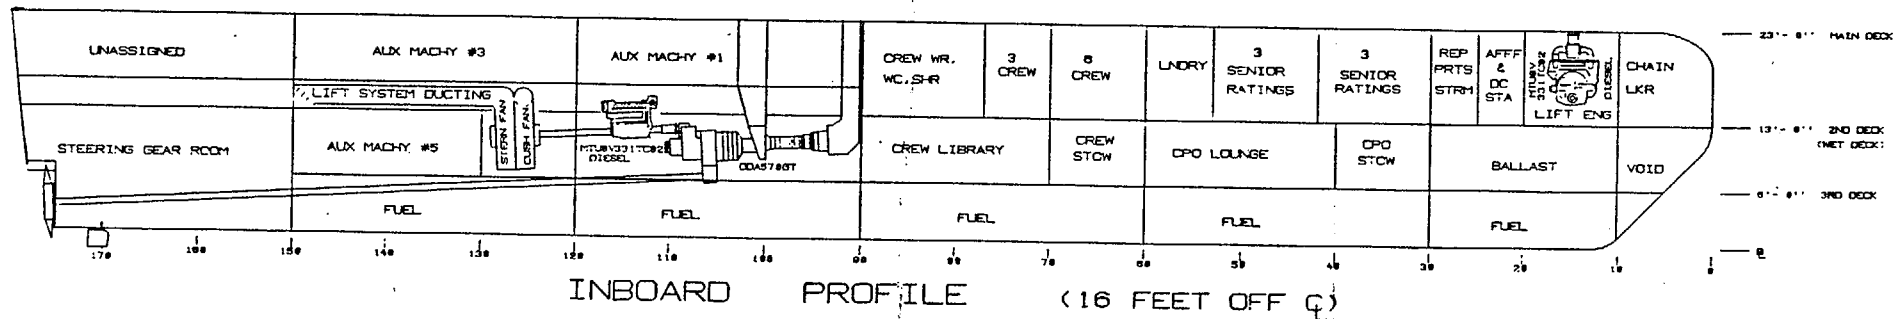 UNASSIGNED
AUX MACHY #3
AUX MACHY #1
CREW WR,
WC,SHR
3
CREW
6
CREW
LNDRY
3
SENIOR
RATINGS
3
SENIOR
RATINGS
REP
PRTS
STRM
AFFF
&
DC
STA
DIESEL
LIFT ENG
CHAIN
LKR
23'- 0" MAIN DECK
LIFT SYSTEM DUCTING
STERN FAN
CUSH FAN
STEERING GEAR ROOM
AUX MACHY #5
MTU8V331TC82
DIESEL
DDA570GT
CREW LIBRARY
CREW
STOW
CPO LOUNGE
CPO
STOW
BALLAST
VOID
13'- 0" 2ND DECK
(WET DECK)
6'- 0" 3RD DECK
FUEL
FUEL
FUEL
FUEL
FUEL
170 160 150 140 130 120 110 100 90 80 70 60 50 40 30 20 10 0
INBOARD PROFILE (16 FEET OFF ℄)